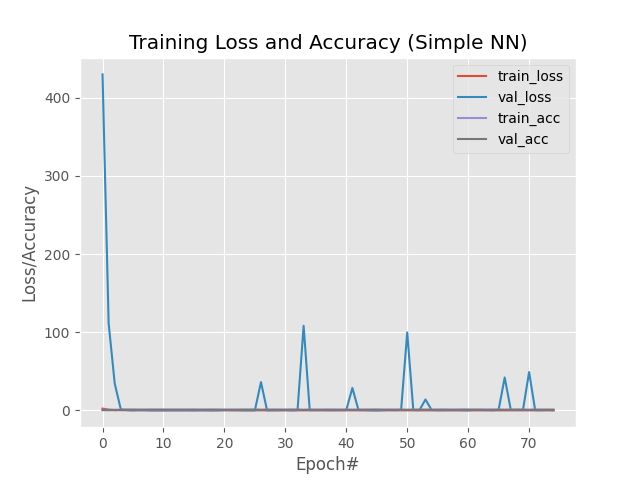 Training Loss and Accuracy (Simple NN)
train_loss
val_loss
train_acc
val_acc
400
300
200
100
0
Loss/Accuracy
0 10 20 30 40 50 60 70
Epoch#